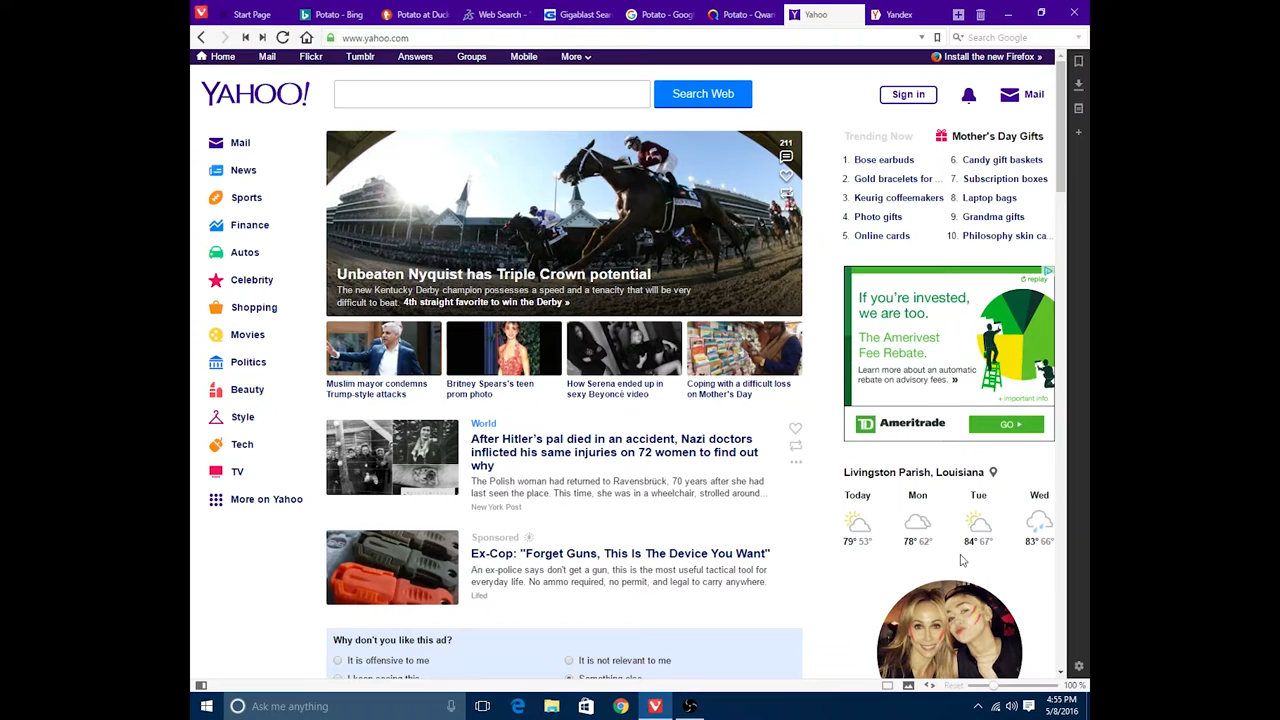 Start Page
Potato - Bing
Potato at Duck
Web Search -
Gigablast Sear
Potato - Goog
Potato - Qwan
Yahoo
Yandex
www.yahoo.com
Search Google
Home Mail Flickr Tumblr Answers Groups Mobile More
Install the new Firefox »
YAHOO!
Search Web
Sign in
Mail
Mail
News
Sports
Finance
Autos
Celebrity
Shopping
Movies
Politics
Beauty
Style
Tech
TV
More on Yahoo
211
Unbeaten Nyquist has Triple Crown potential
The new Kentucky Derby champion possesses a speed and a tenacity that will be very
difficult to beat. 4th straight favorite to win the Derby »
Muslim mayor condemns
Trump-style attacks
Britney Spears's teen
prom photo
How Serena ended up in
sexy Beyoncé video
Coping with a difficult loss
on Mother's Day
World
After Hitler's pal died in an accident, Nazi doctors
inflicted his same injuries on 72 women to find out
why
The Polish woman had returned to Ravensbrück, 70 years after she had
last seen the place. This time, she was in a wheelchair, strolled around...
New York Post
Sponsored
Ex-Cop: "Forget Guns, This Is The Device You Want"
An ex-police says don't get a gun, this is the most useful tactical tool for
everyday life. No ammo required, no permit, and legal to carry anywhere.
Lifed
Why don't you like this ad?
It is offensive to me
It is not relevant to me
I keep seeing this
Something else
Trending Now
Mother's Day Gifts
1. Bose earbuds
2. Gold bracelets for ...
3. Keurig coffeemakers
4. Photo gifts
5. Online cards
6. Candy gift baskets
7. Subscription boxes
8. Laptop bags
9. Grandma gifts
10. Philosophy skin ca...
replay
If you're invested,
we are too.
The Amerivest
Fee Rebate.
Learn more about an automatic
rebate on advisory fees. »
+ important info
TD Ameritrade
GO
Livingston Parish, Louisiana
Today Mon Tue Wed
79° 53° 78° 62° 84° 67° 83° 66°
Reset
100 %
Ask me anything
4:55 PM
5/8/2016